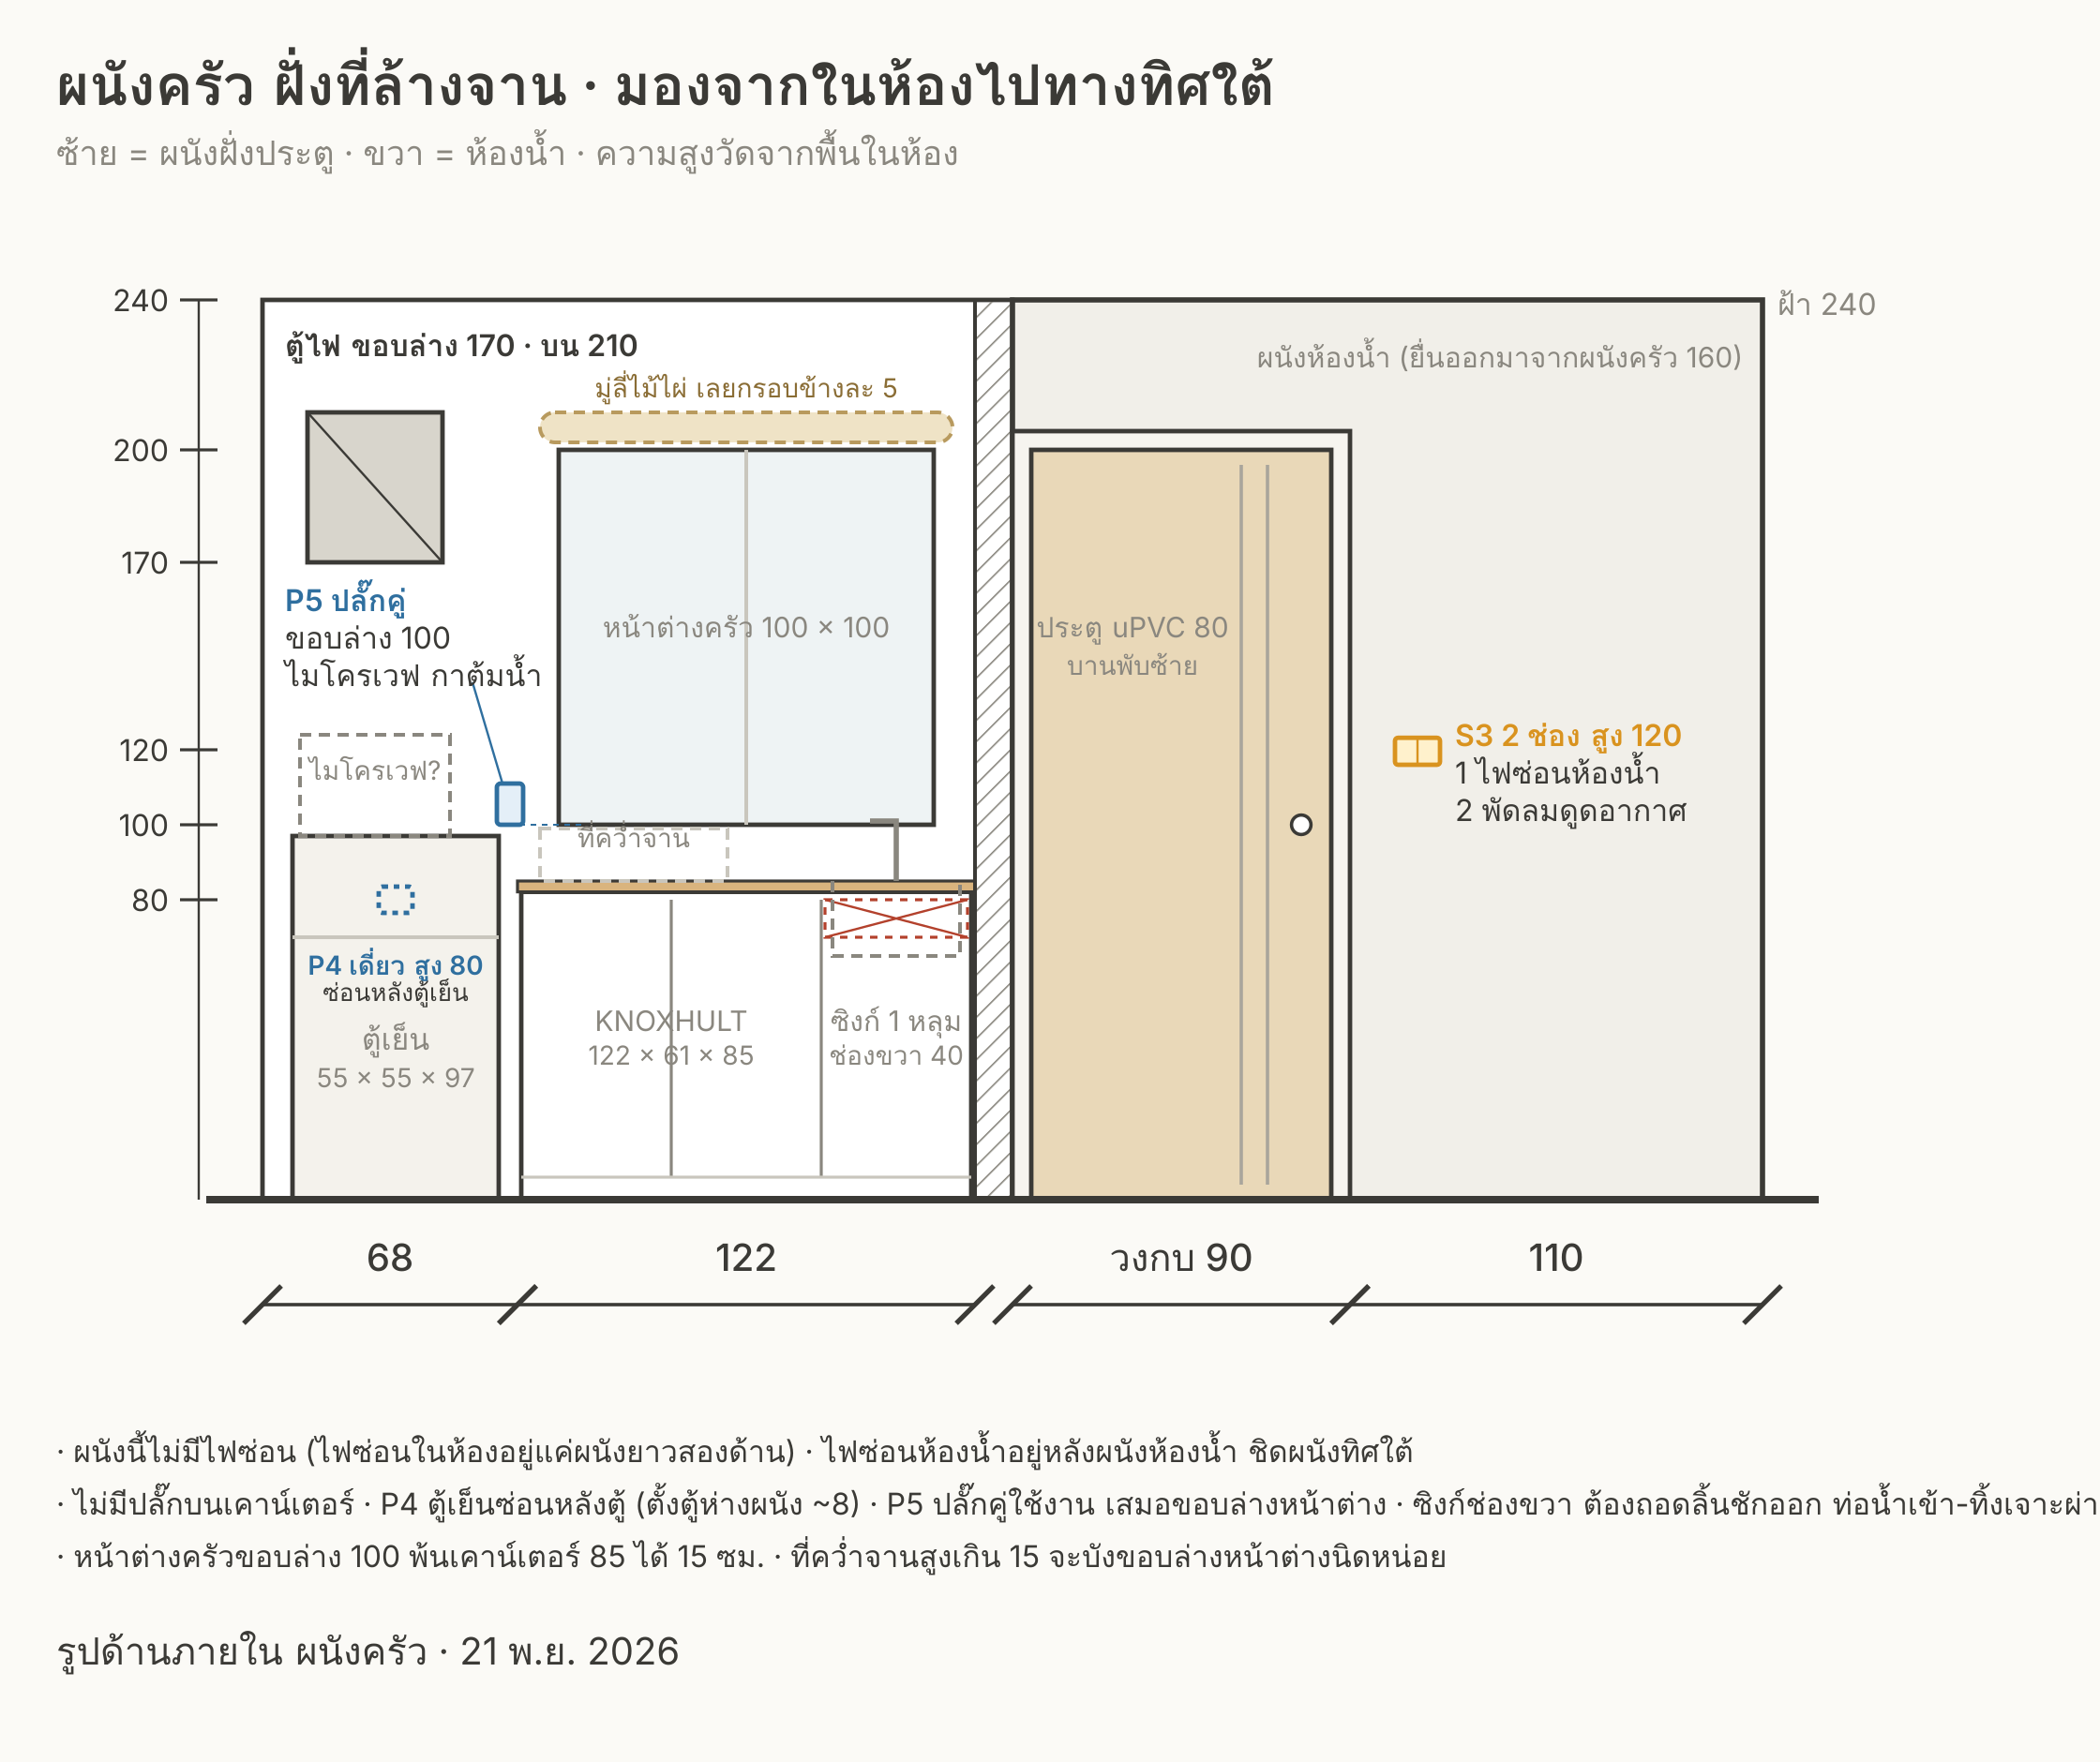 ผนังครัว ฝั่งที่ล้างจาน · มองจากในห้องไปทางทิศใต้
ซ้าย = ผนังฝั่งประตู · ขวา = ห้องน้ำ · ความสูงวัดจากพื้นในห้อง
240
ฝ้า 240
ตู้ไฟ ขอบล่าง 170 · บน 210
ผนังห้องน้ำ (ยื่นออกมาจากผนังครัว 160)
มู่ลี่ไม้ไผ่ เลยกรอบข้างละ 5
200
170
P5 ปลั๊กคู่
ขอบล่าง 100
ไมโครเวฟ กาต้มน้ำ
หน้าต่างครัว 100 × 100
ประตู uPVC 80
บานพับซ้าย
120
ไมโครเวฟ?
S3 2 ช่อง สูง 120
1 ไฟซ่อนห้องน้ำ
2 พัดลมดูดอากาศ
100
ที่คว่ำจาน
80
P4 เดี่ยว สูง 80
ซ่อนหลังตู้เย็น
ตู้เย็น
55 × 55 × 97
KNOXHULT
122 × 61 × 85
ซิงก์ 1 หลุม
ช่องขวา 40
68
122
วงกบ 90
110
· ผนังนี้ไม่มีไฟซ่อน (ไฟซ่อนในห้องอยู่แค่ผนังยาวสองด้าน) · ไฟซ่อนห้องน้ำอยู่หลังผนังห้องน้ำ ชิดผนังทิศใต้
· ไม่มีปลั๊กบนเคาน์เตอร์ · P4 ตู้เย็นซ่อนหลังตู้ (ตั้งตู้ห่างผนัง ~8) · P5 ปลั๊กคู่ใช้งาน เสมอขอบล่างหน้าต่าง · ซิงก์ช่องขวา ต้องถอดลิ้นชักออก ท่อน้ำเข้า-ทิ้งเจาะผ่า
· หน้าต่างครัวขอบล่าง 100 พ้นเคาน์เตอร์ 85 ได้ 15 ซม. · ที่คว่ำจานสูงเกิน 15 จะบังขอบล่างหน้าต่างนิดหน่อย
รูปด้านภายใน ผนังครัว · 21 พ.ย. 2026